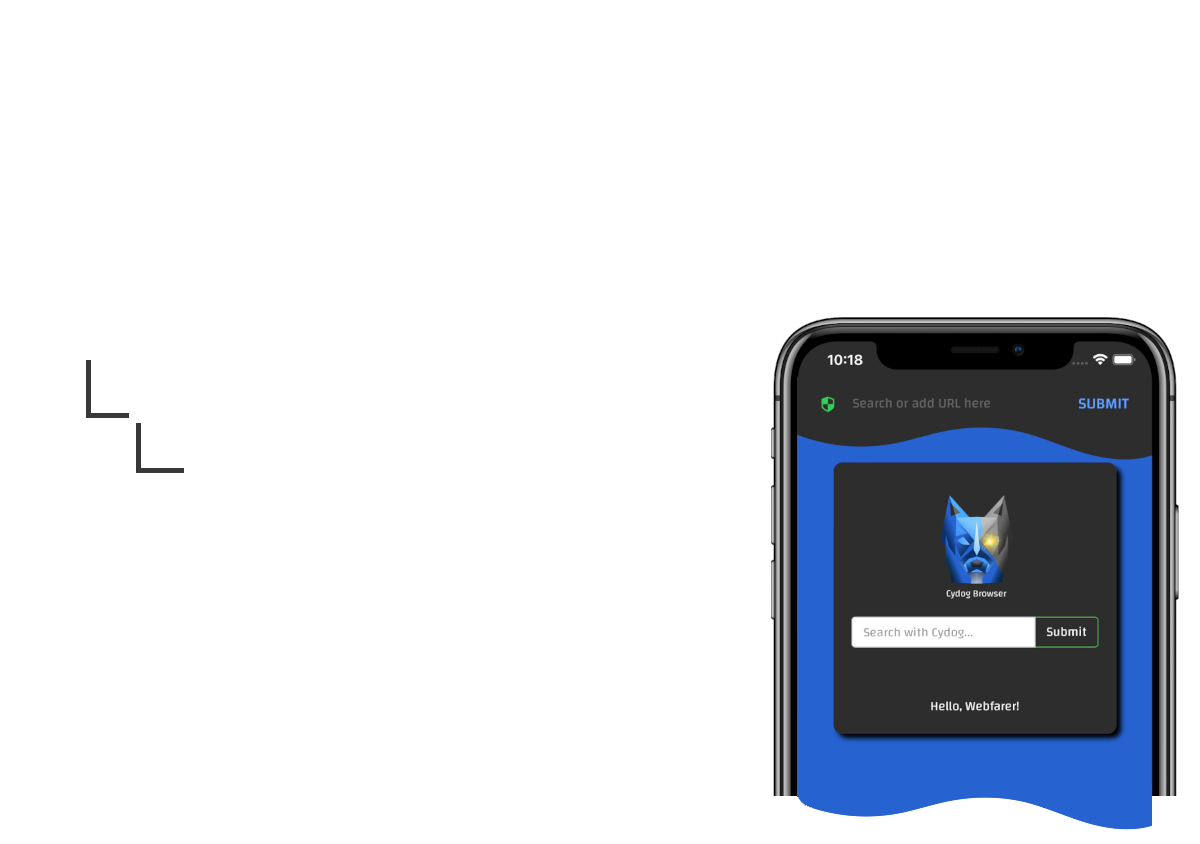 10:18
Search or add URL here SUBMIT
Cydog Browser
Search with Cydog... Submit
Hello, Webfarer!